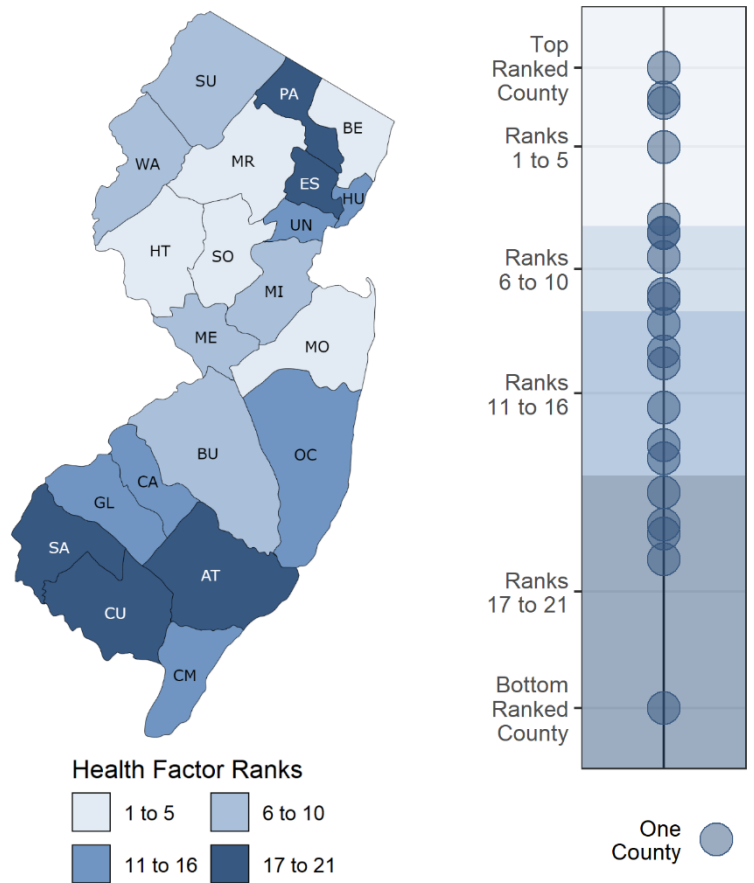 SU
PA
BE
WA
MR
ES
HU
UN
HT
SO
MI
ME
MO
BU
OC
CA
GL
SA
AT
CU
CM
Health Factor Ranks
1 to 5
6 to 10
11 to 16
17 to 21
Top
Ranked
County
Ranks
1 to 5
Ranks
6 to 10
Ranks
11 to 16
Ranks
17 to 21
Bottom
Ranked
County
One
County